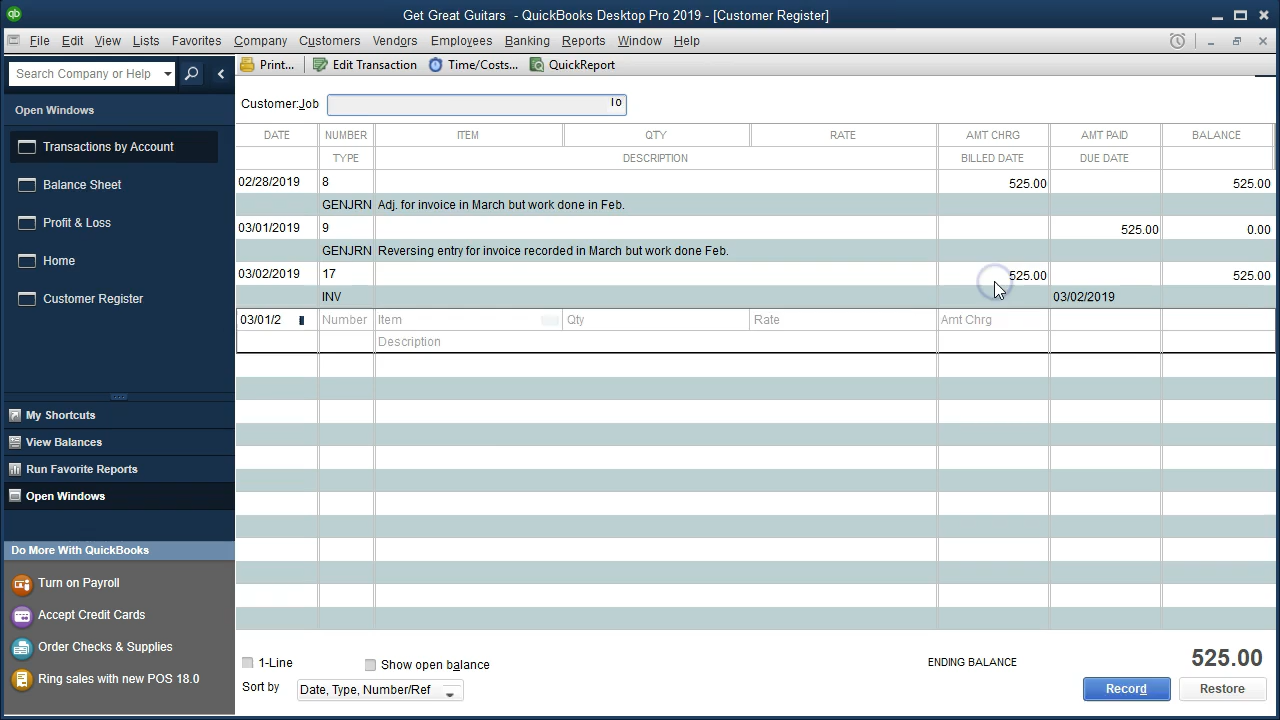 Get Great Guitars - QuickBooks Desktop Pro 2019 - [Customer Register]
File Edit View Lists Favorites Company Customers Vendors Employees Banking Reports Window Help
Search Company or Help
Print... Edit Transaction Time/Costs... QuickReport
Open Windows
Transactions by Account
Balance Sheet
Profit & Loss
Home
Customer Register
My Shortcuts
View Balances
Run Favorite Reports
Open Windows
Do More With QuickBooks
Turn on Payroll
Accept Credit Cards
Order Checks & Supplies
Ring sales with new POS 18.0
Customer:Job
DATE NUMBER ITEM QTY RATE AMT CHRG AMT PAID BALANCE
TYPE DESCRIPTION BILLED DATE DUE DATE
02/28/2019 8 525.00 525.00
GENJRN Adj. for invoice in March but work done in Feb.
03/01/2019 9 525.00 0.00
GENJRN Reversing entry for invoice recorded in March but work done Feb.
03/02/2019 17 525.00 525.00
INV 03/02/2019
03/01/2 Number Item Qty Rate Amt Chrg
Description
1-Line Show open balance ENDING BALANCE 525.00
Sort by Date, Type, Number/Ref Record Restore